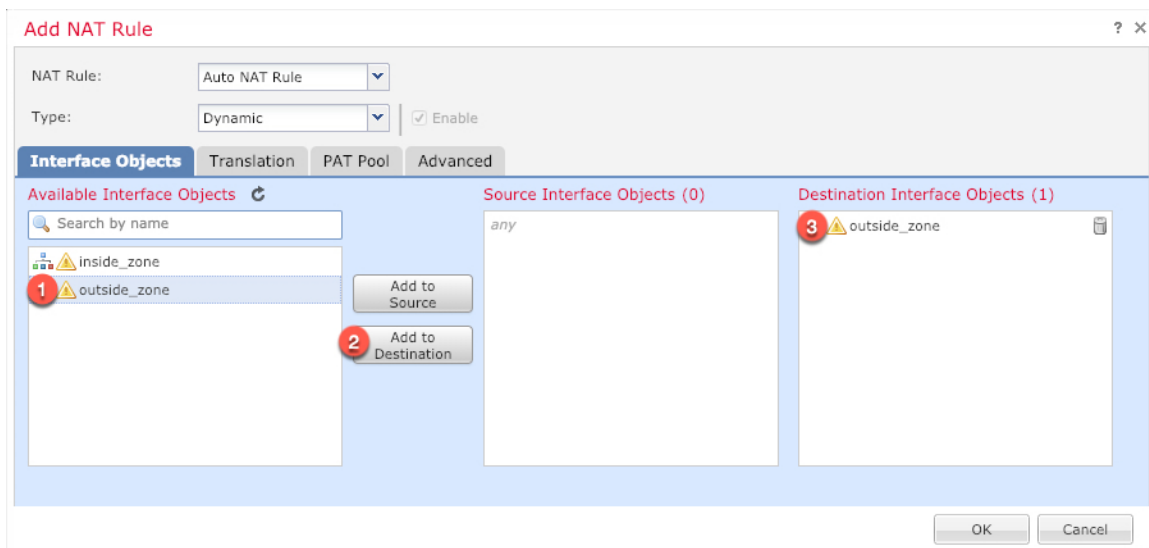 Add NAT Rule
? ×
NAT Rule: Auto NAT Rule
Type: Dynamic Enable
Interface Objects Translation PAT Pool Advanced
Available Interface Objects Source Interface Objects (0) Destination Interface Objects (1)
Search by name any 3 outside_zone
inside_zone
1 outside_zone
Add to
Source
2 Add to
Destination
OK Cancel